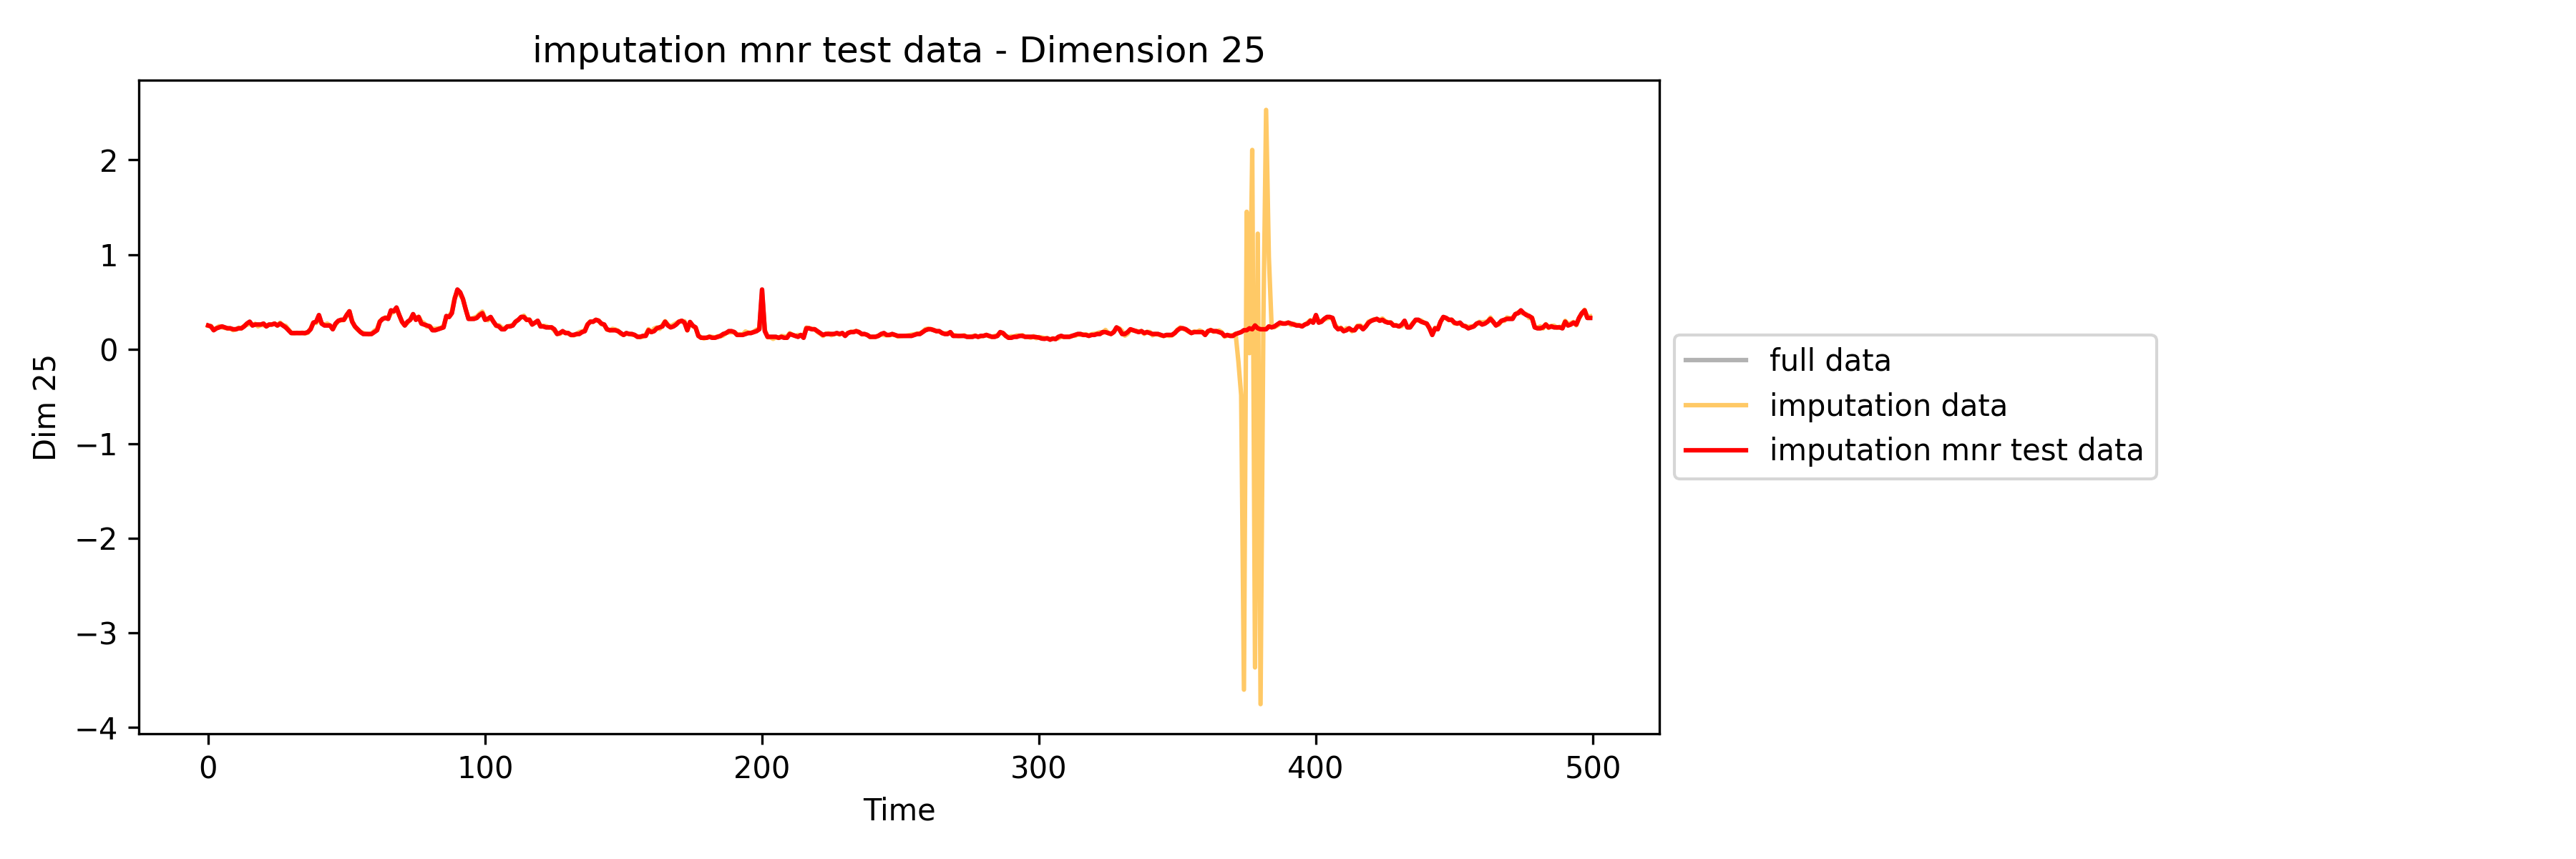 imputation mnr test data - Dimension 25
2
1
0
−1
−2
−3
−4
Dim 25
0 100 200 300 400 500
Time
full data
imputation data
imputation mnr test data